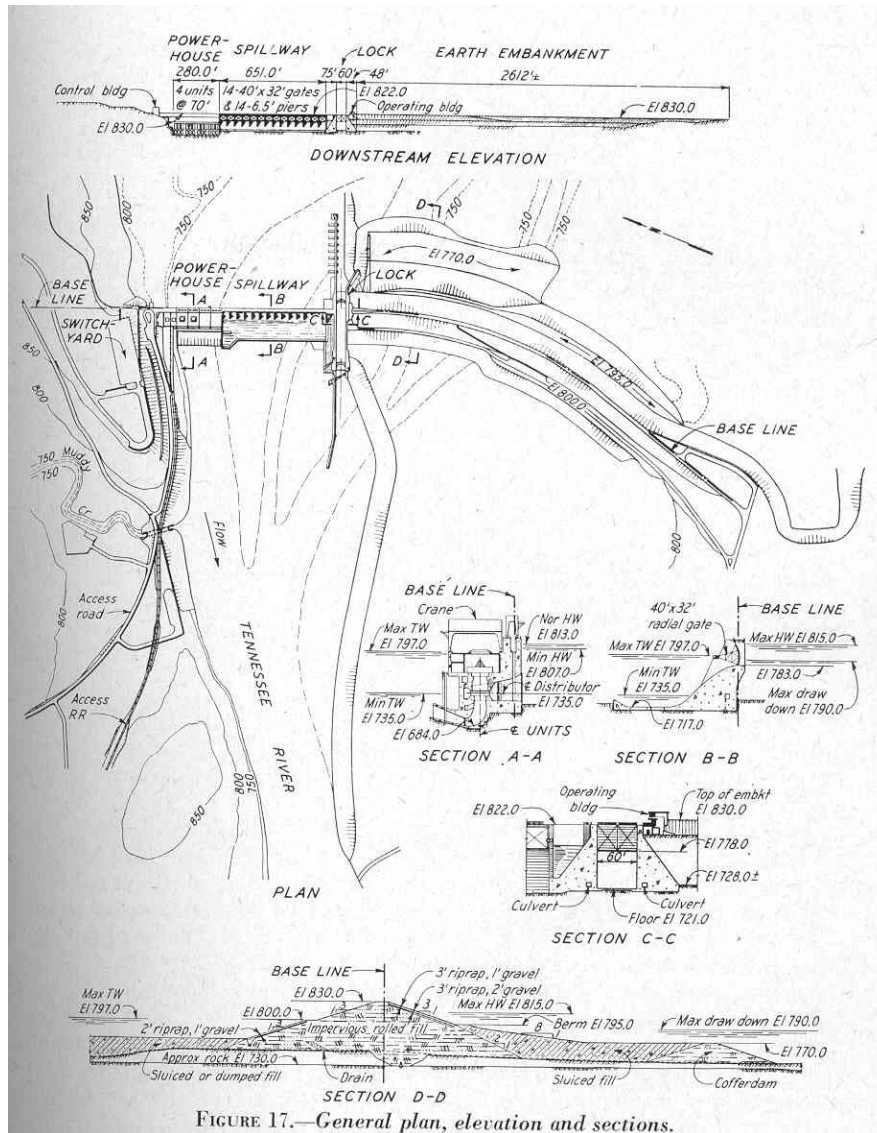 POWER-
HOUSE
SPILLWAY
LOCK
EARTH EMBANKMENT
280.0'
651.0'
75'
60'
48'
2612'±
Control bldg
4 units
@ 70'
14-40'x 32' gates
& 14-6.5' piers
El 822.0
Operating bldg
El 830.0
El 830.0
DOWNSTREAM ELEVATION
850
800
750
750
D
750
750
El 770.0
LOCK
POWER-
HOUSE
SPILLWAY
A
B
BASE
LINE
SWITCH-
YARD
C
C
A
B
D
850
800
El 795.0
El 800.0
BASE LINE
750
Muddy
750
Cr
Flow
800
800
Access
road
TENNESSEE
RIVER
Access
RR
750
800
850
PLAN
BASE LINE
Crane
Max TW
El 797.0
Nor HW
El 813.0
Min HW
El 807.0
℄ Distributor
El 735.0
Min TW
El 735.0
El 684.0
℄ UNITS
SECTION A-A
40'x32'
radial gate
BASE LINE
Max TW El 797.0
Max HW El 815.0
Min TW
El 735.0
El 783.0
Max draw
down El 790.0
El 717.0
SECTION B-B
Operating
bldg
Top of embkt
El 830.0
El 822.0
El 778.0
60'
El 728.0±
Culvert
Culvert
Floor El 721.0
SECTION C-C
BASE LINE
3' riprap, 1' gravel
3' riprap, 2' gravel
Max TW
El 797.0
El 830.0
Max HW El 815.0
El 800.0
Berm El 795.0
Max draw down El 790.0
2' riprap, 1' gravel
Impervious rolled fill
El 770.0
Approx rock El 730.0
Sluiced or dumped fill
Drain
Sluiced fill
Cofferdam
SECTION D-D
FIGURE 17.—General plan, elevation and sections.